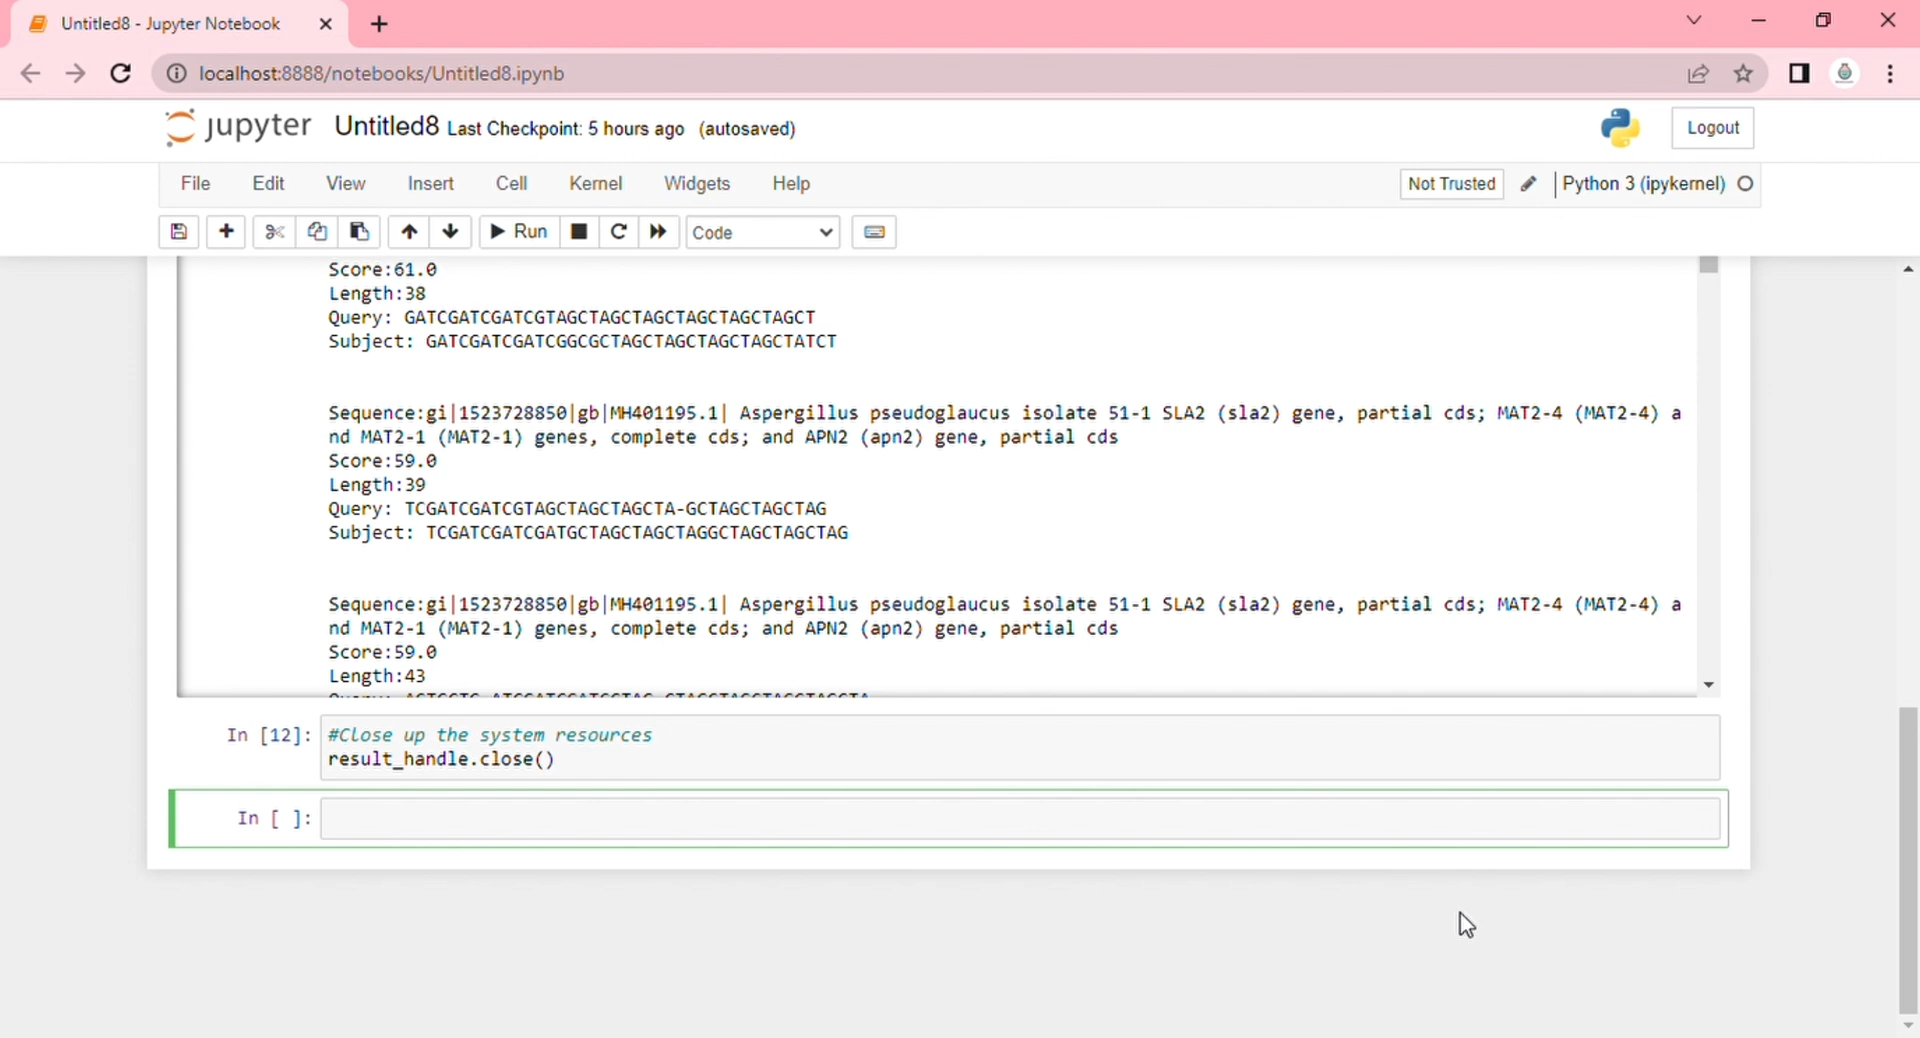 Untitled8 - Jupyter Notebook
localhost:8888/notebooks/Untitled8.ipynb
jupyter Untitled8 Last Checkpoint: 5 hours ago (autosaved)
Logout
File Edit View Insert Cell Kernel Widgets Help
Not Trusted
Python 3 (ipykernel)
Run
Code
Score:61.0
Length:38
Query: GATCGATCGATCGTAGCTAGCTAGCTAGCTAGCTAGCT
Subject: GATCGATCGATCGGCGCTAGCTAGCTAGCTAGCTATCT
Sequence:gi|1523728850|gb|MH401195.1| Aspergillus pseudoglaucus isolate 51-1 SLA2 (sla2) gene, partial cds; MAT2-4 (MAT2-4) a
nd MAT2-1 (MAT2-1) genes, complete cds; and APN2 (apn2) gene, partial cds
Score:59.0
Length:39
Query: TCGATCGATCGTAGCTAGCTAGCTA-GCTAGCTAGCTAG
Subject: TCGATCGATCGATGCTAGCTAGCTAGGCTAGCTAGCTAG
Sequence:gi|1523728850|gb|MH401195.1| Aspergillus pseudoglaucus isolate 51-1 SLA2 (sla2) gene, partial cds; MAT2-4 (MAT2-4) a
nd MAT2-1 (MAT2-1) genes, complete cds; and APN2 (apn2) gene, partial cds
Score:59.0
Length:43
In [12]: #Close up the system resources
result_handle.close()
In [ ]: